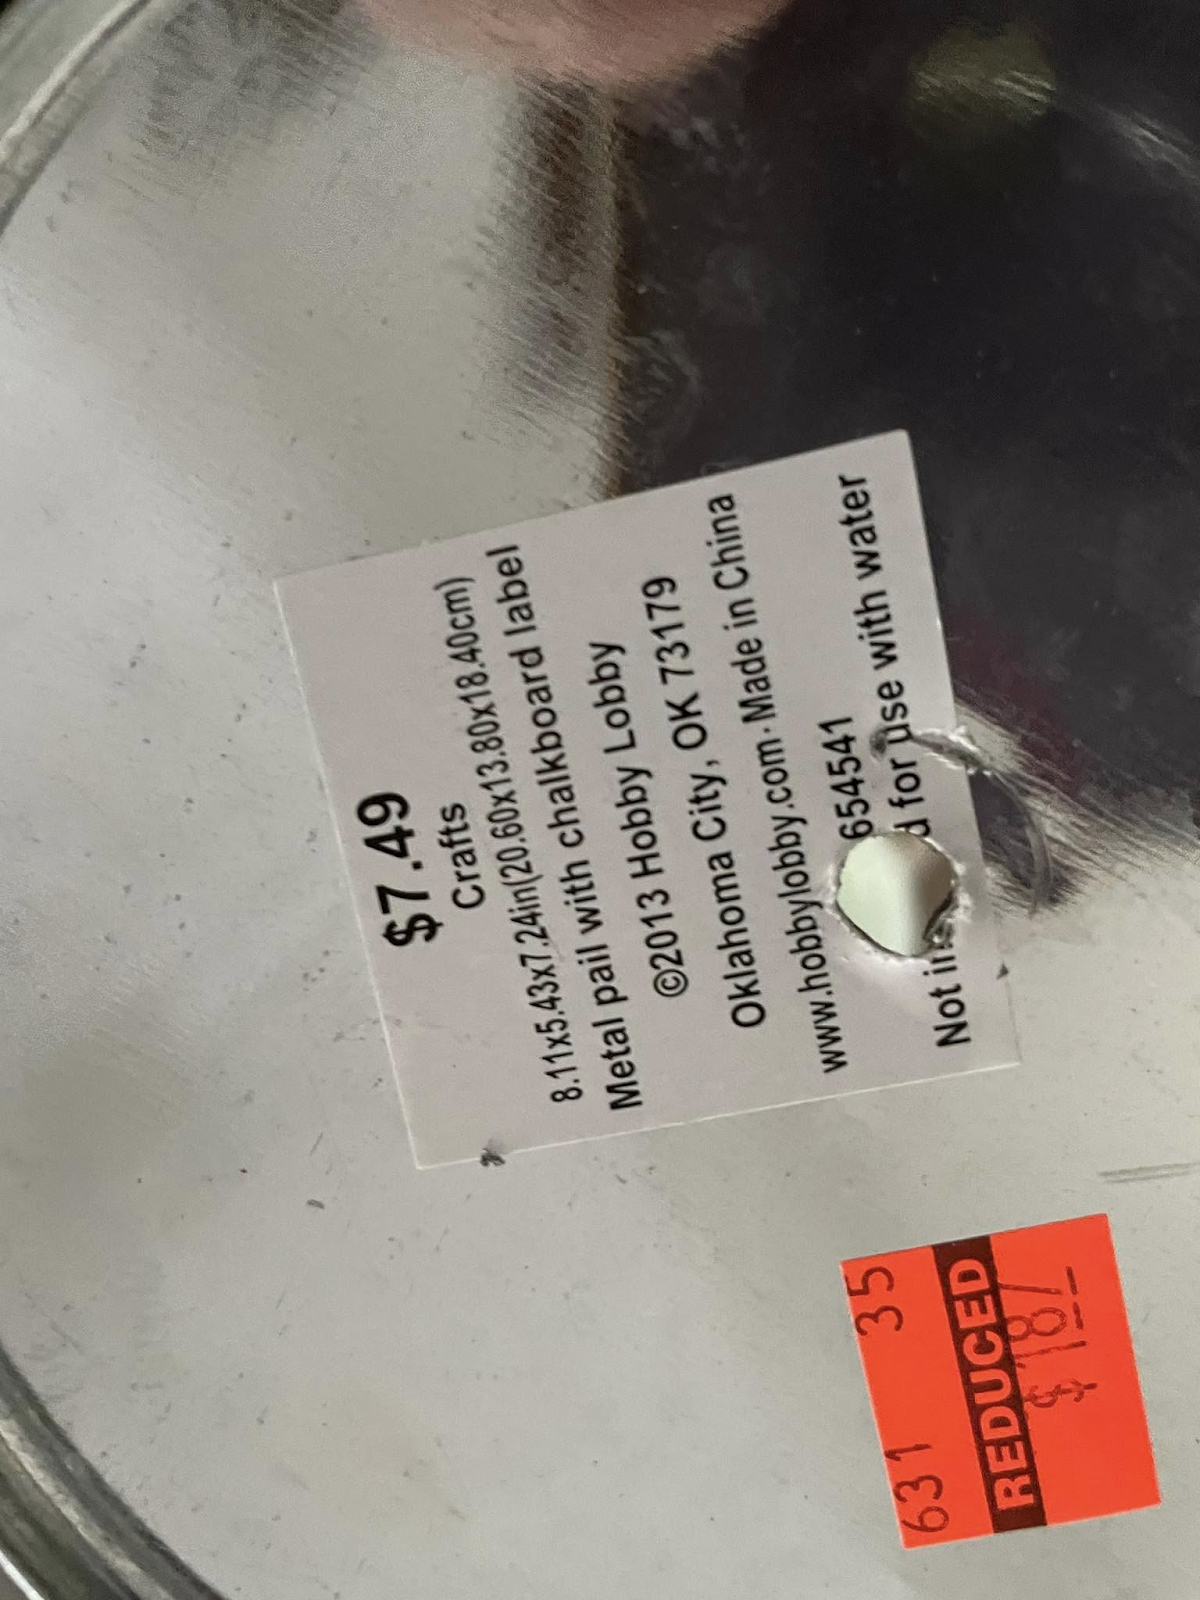 $7.49
Crafts
8.11x5.43x7.24in(20.60x13.80x18.40cm)
Metal pail with chalkboard label
©2013 Hobby Lobby
Oklahoma City, OK 73179
www.hobbylobby.com · Made in China
654541
Not for use with water
631 35
REDUCED
$187